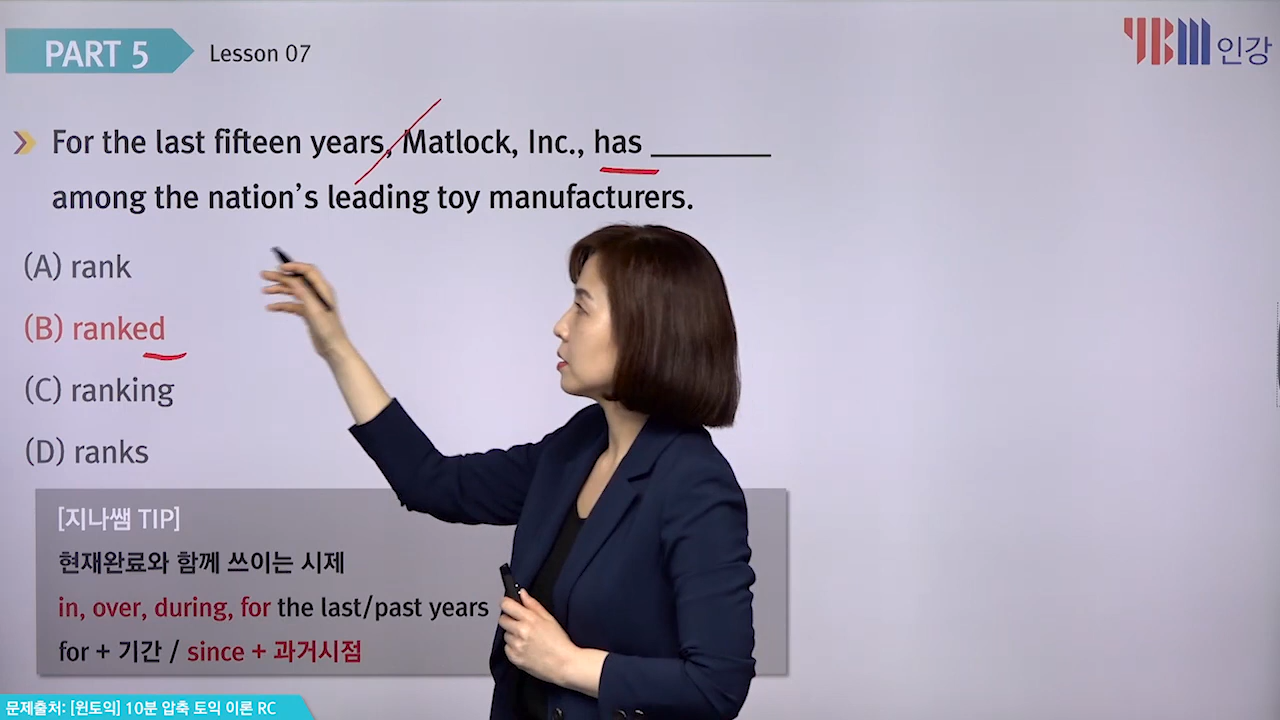 PART 5
Lesson 07
YBM 인강
For the last fifteen years, Matlock, Inc., has ________
among the nation's leading toy manufacturers.
(A) rank
(B) ranked
(C) ranking
(D) ranks
[지나쌤 TIP]
현재완료와 함께 쓰이는 시제
in, over, during, for the last/past years
for + 기간 / since + 과거시점
문제출처: [윈토익] 10분 압축 토익 이론 RC